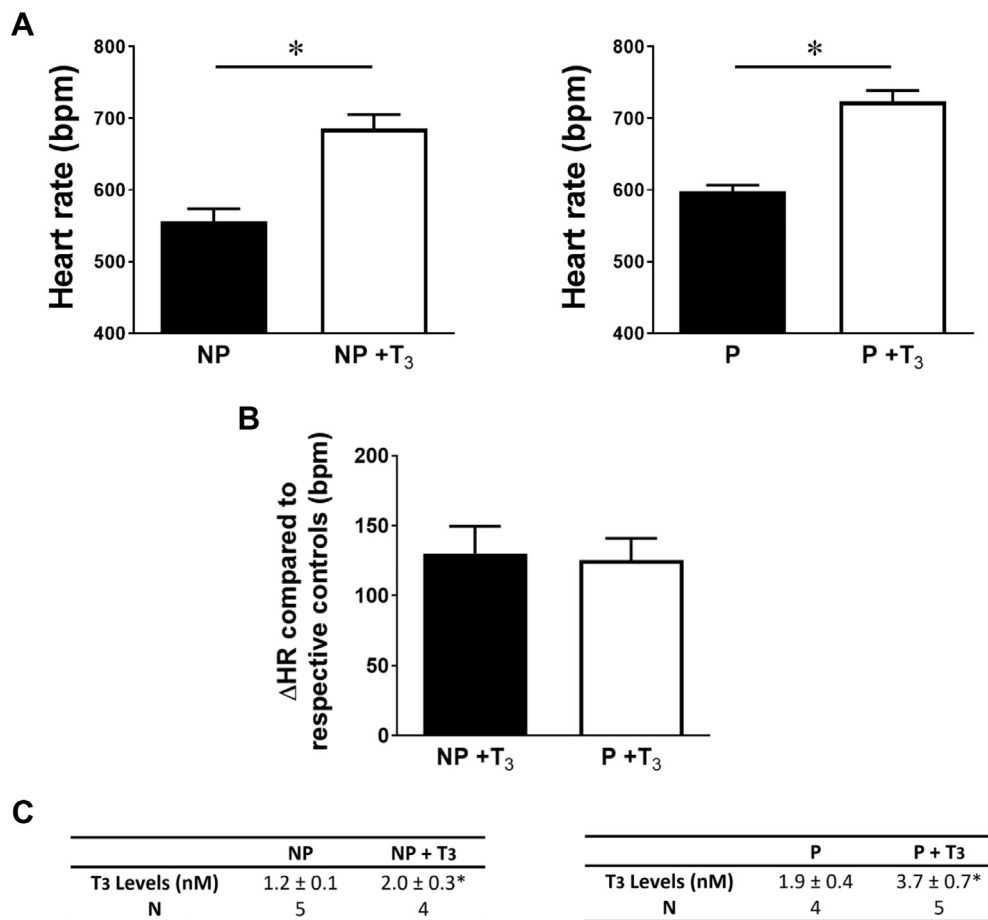 A
Heart rate (bpm)
800
700
600
500
400
*
NP
NP +T₃
Heart rate (bpm)
800
700
600
500
400
*
P
P +T₃
B
ΔHR compared to
respective controls (bpm)
200
150
100
50
0
NP +T₃
P +T₃
C
NP NP + T₃
T₃ Levels (nM) 1.2 ± 0.1 2.0 ± 0.3*
N 5 4
P P + T₃
T₃ Levels (nM) 1.9 ± 0.4 3.7 ± 0.7*
N 4 5